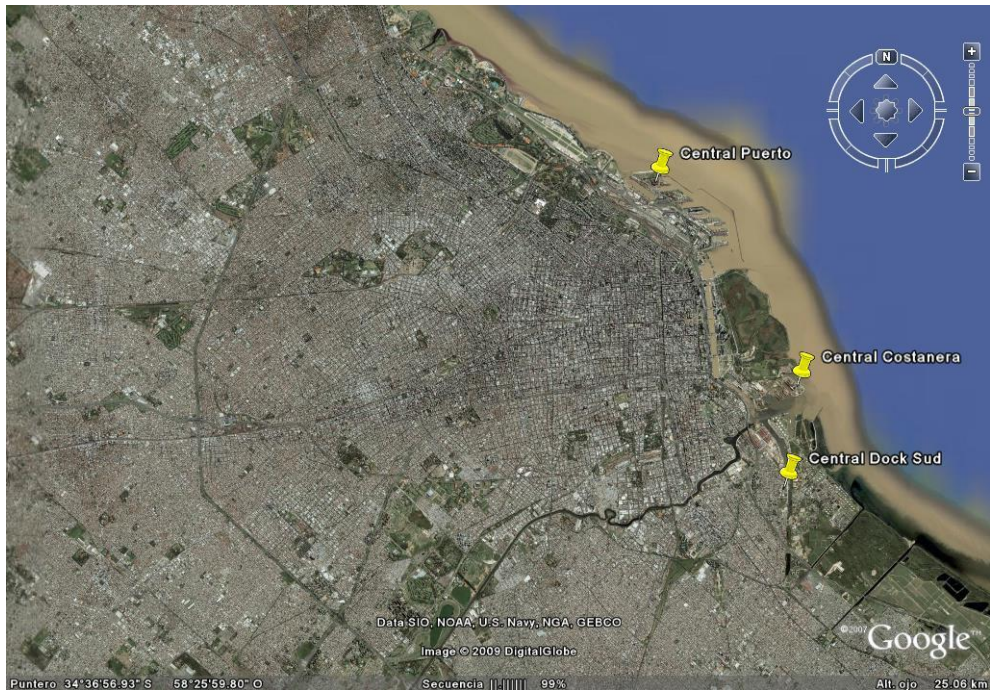 N
Central Puerto
Central Costanera
Central Dock Sud
Data SIO, NOAA, U.S. Navy, NGA, GEBCO
Image © 2009 DigitalGlobe
©2007 Google™
Puntero 34°36'56.93" S 58°25'59.80" O Secuencia 99% Alt. ojo 25.06 km